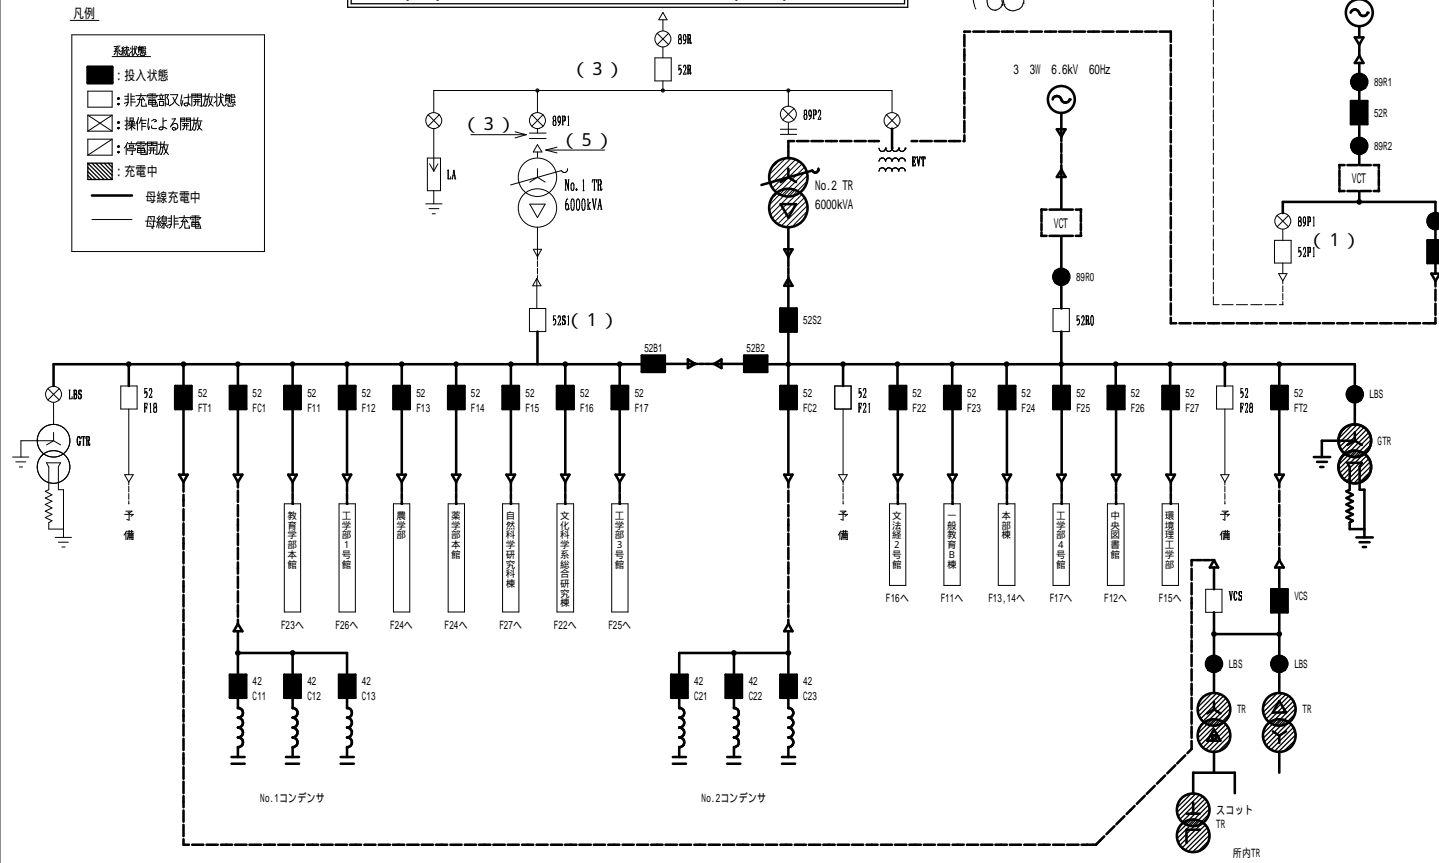 凡例
系統状態
：投入状態
：非充電部又は開放状態
：操作による開放
：停電開放
：充電中
母線充電中
母線非充電
89R
(3) 52R
3 3W 6.6kV 60Hz
89R1
52R
89R2
VCT
(3) 89P1
(5)
89P2
LA
No.1 TR
6000kVA
No.2 TR
6000kVA
EVT
VCT
89P1
(1)
52P1
89R0
52S1 (1)
52S2
52R0
52B1
52B2
LBS
52 F18
52 FT1
52 FC1
52 F11
52 F12
52 F13
52 F14
52 F15
52 F16
52 F17
52 FC2
52 F21
52 F22
52 F23
52 F24
52 F25
52 F26
52 F27
52 F28
52 FT2
LBS
GTR
GTR
予備
教育学部本館
工学部1号館
農学部
薬学部本館
自然科学研究科棟
文化科学系総合研究棟
工学部3号館
予備
文法経2号館
一般教育B棟
本部棟
工学部4号館
中央図書館
環境理工学部
予備
F23へ
F26へ
F24へ
F24へ
F27へ
F22へ
F25へ
F16へ
F11へ
F13,14へ
F17へ
F12へ
F15へ
VCS
VCS
LBS
LBS
42 C11
42 C12
42 C13
42 C21
42 C22
42 C23
TR
TR
No.1コンデンサ
No.2コンデンサ
スコット
TR
所内TR